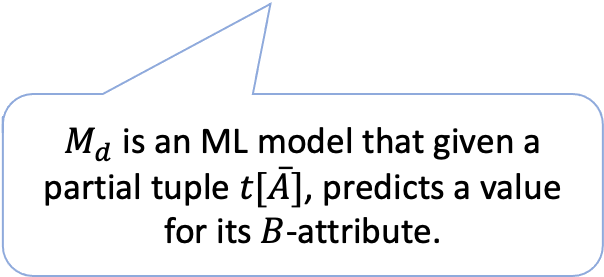 M_d is an ML model that given a
partial tuple t[Ā], predicts a value
for its B-attribute.